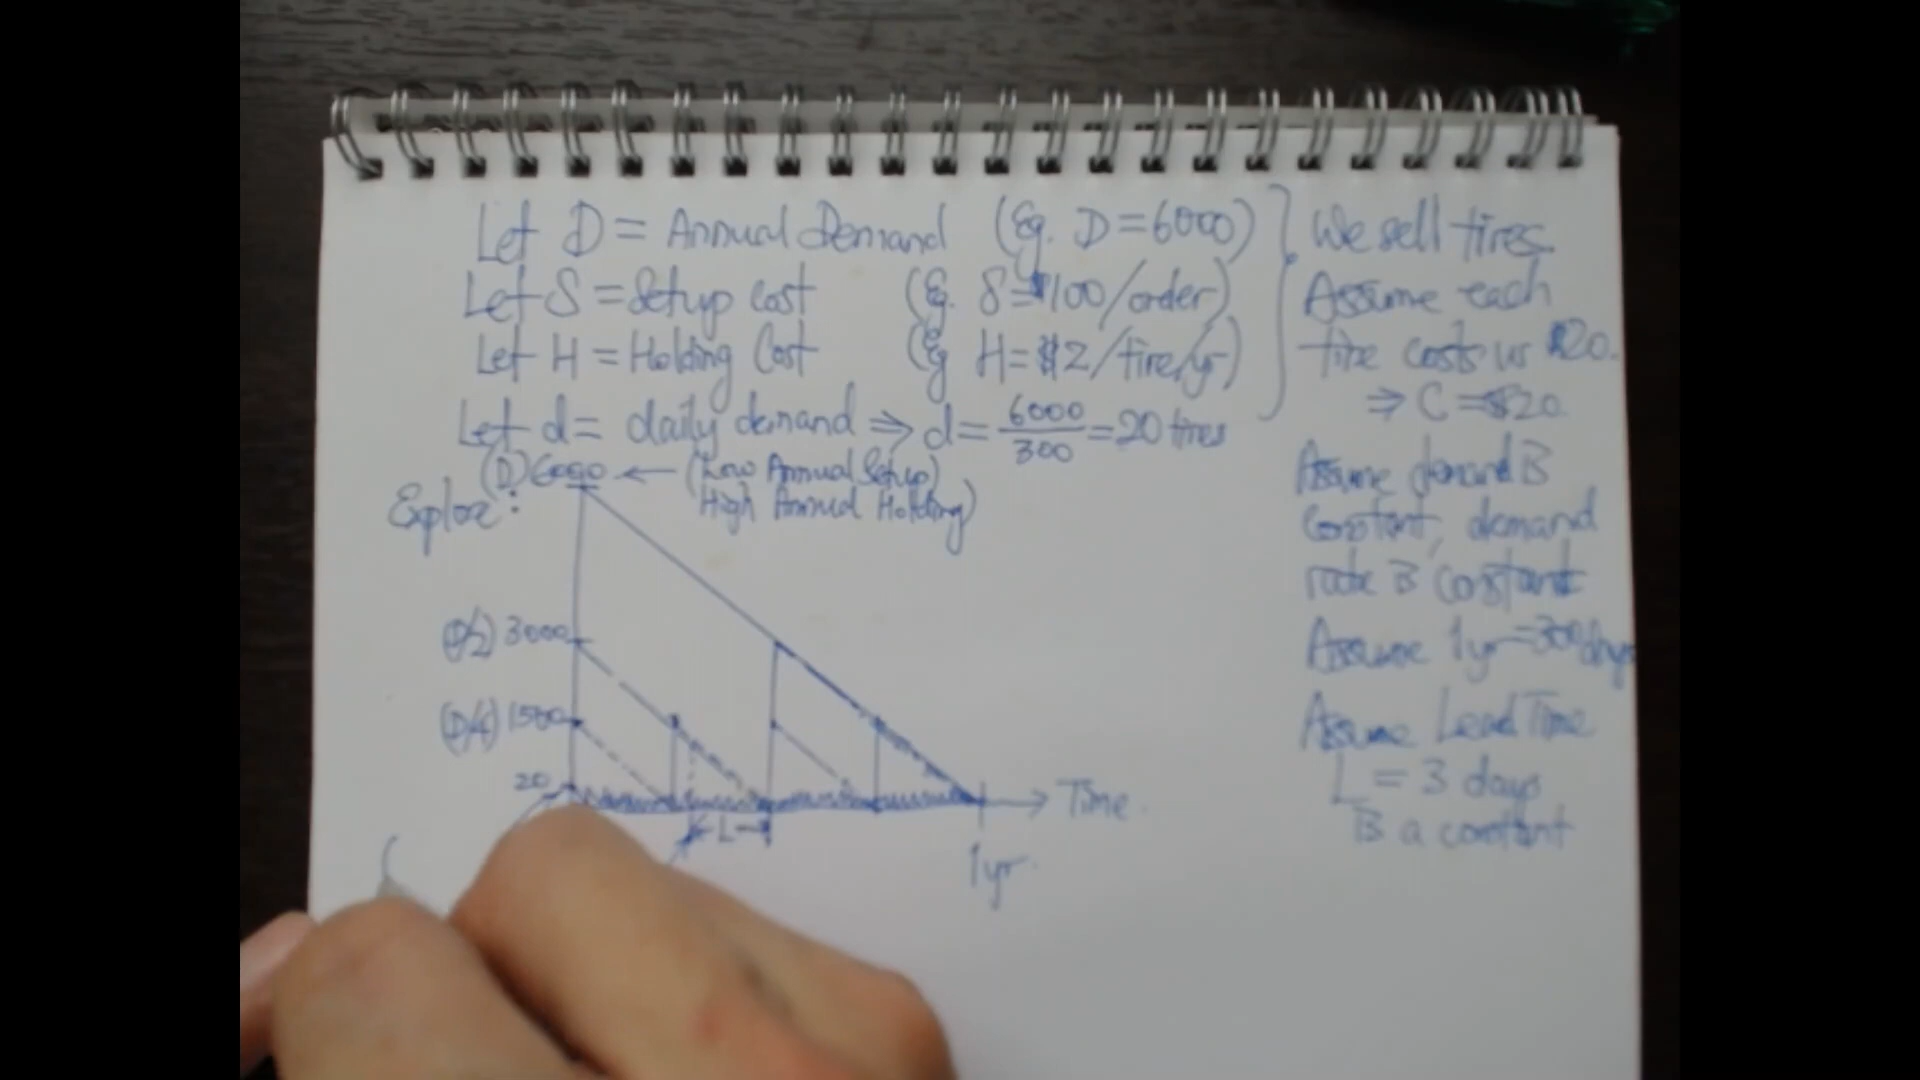 Let D = Annual Demand (Eg. D = 6000)
Let S = Setup cost (Eg. S = $100/order)
Let H = Holding Cost (Eg H = $2/tire/yr)
Let d = daily demand ⇒ d = 6000/300 = 20 tires
(D) 6000 ← (Low Annual Setup)
High Annual Holding)
Explore:
(D/2) 3000
(D/4) 1500
20
L
Time
1yr.
We sell tires.
Assume each
tire costs us $20.
⇒ C = $20.
Assume demand is
constant, demand
rate is constant
Assume 1yr = 300 days
Assume Lead Time
L = 3 days
is a constant